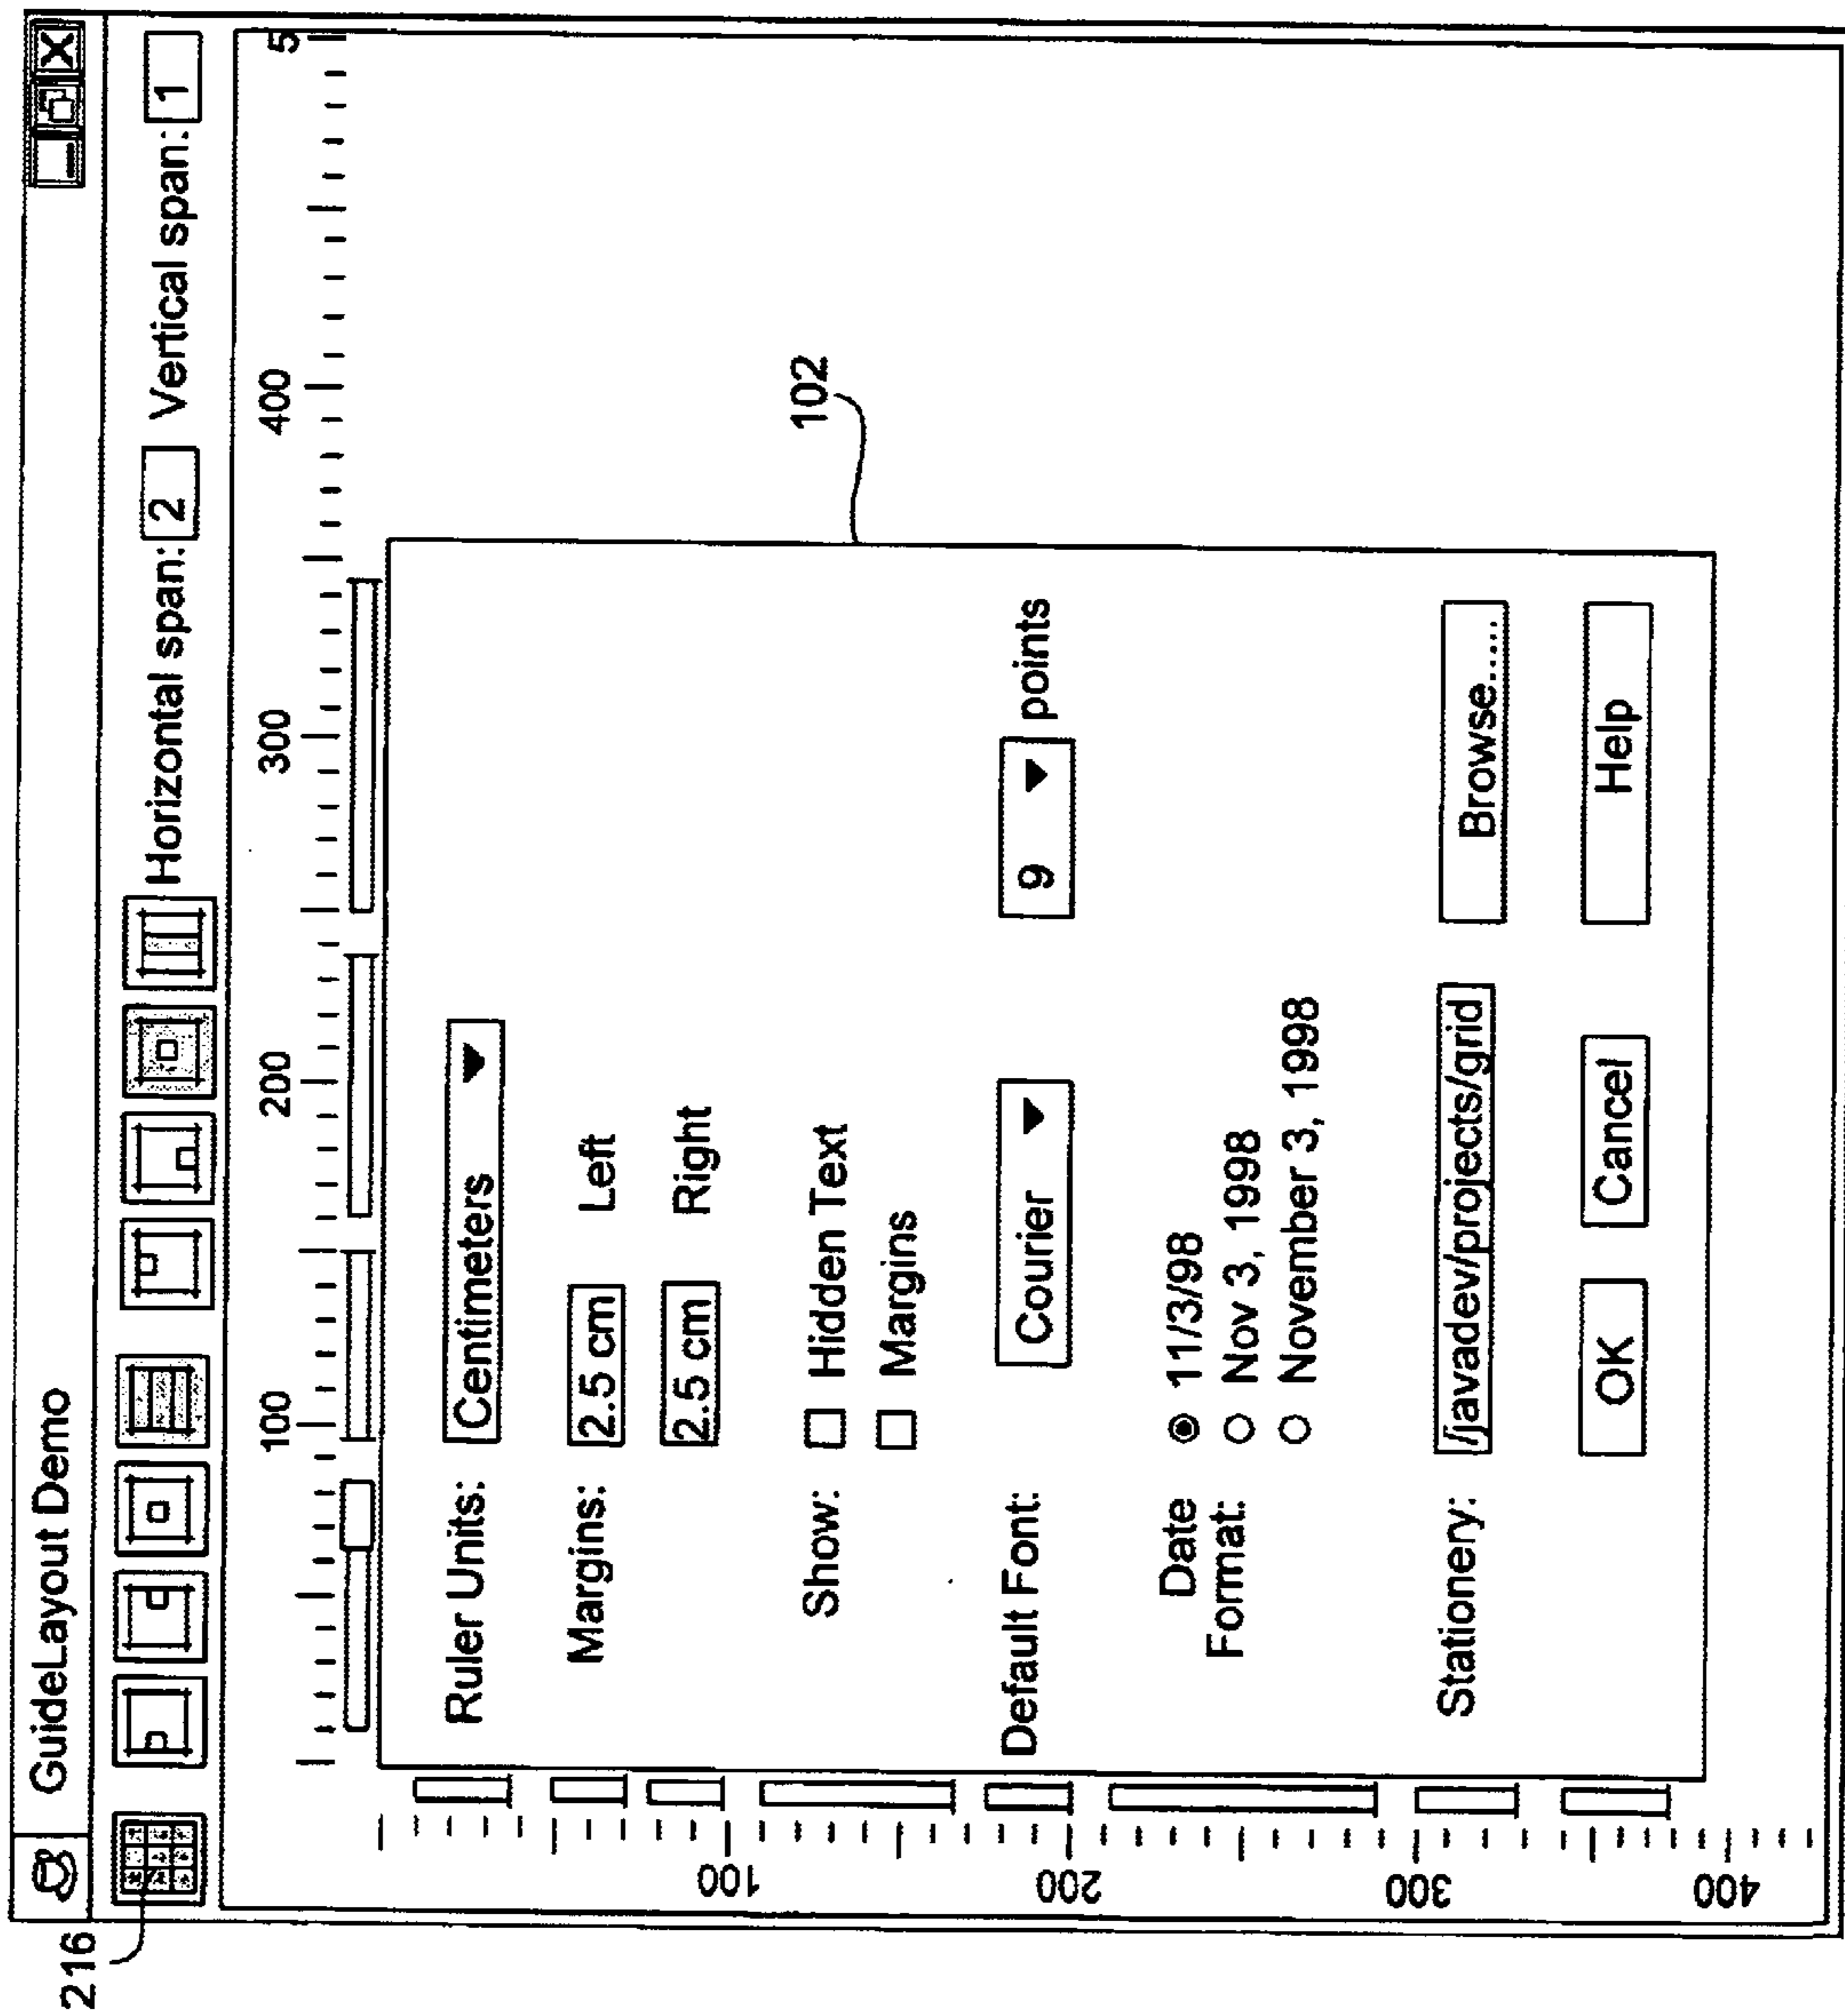 216
GuideLayout Demo
Horizontal span: 2 Vertical span: 1
100 200 300 400 5
102
Ruler Units: Centimeters
Margins: 2.5 cm Left
2.5 cm Right
Show: Hidden Text
Margins
Default Font: Courier 9 points
Date Format: 11/3/98
Nov 3, 1998
November 3, 1998
Stationery: /javadev/projects/grid Browse.....
OK Cancel Help
100
200
300
400